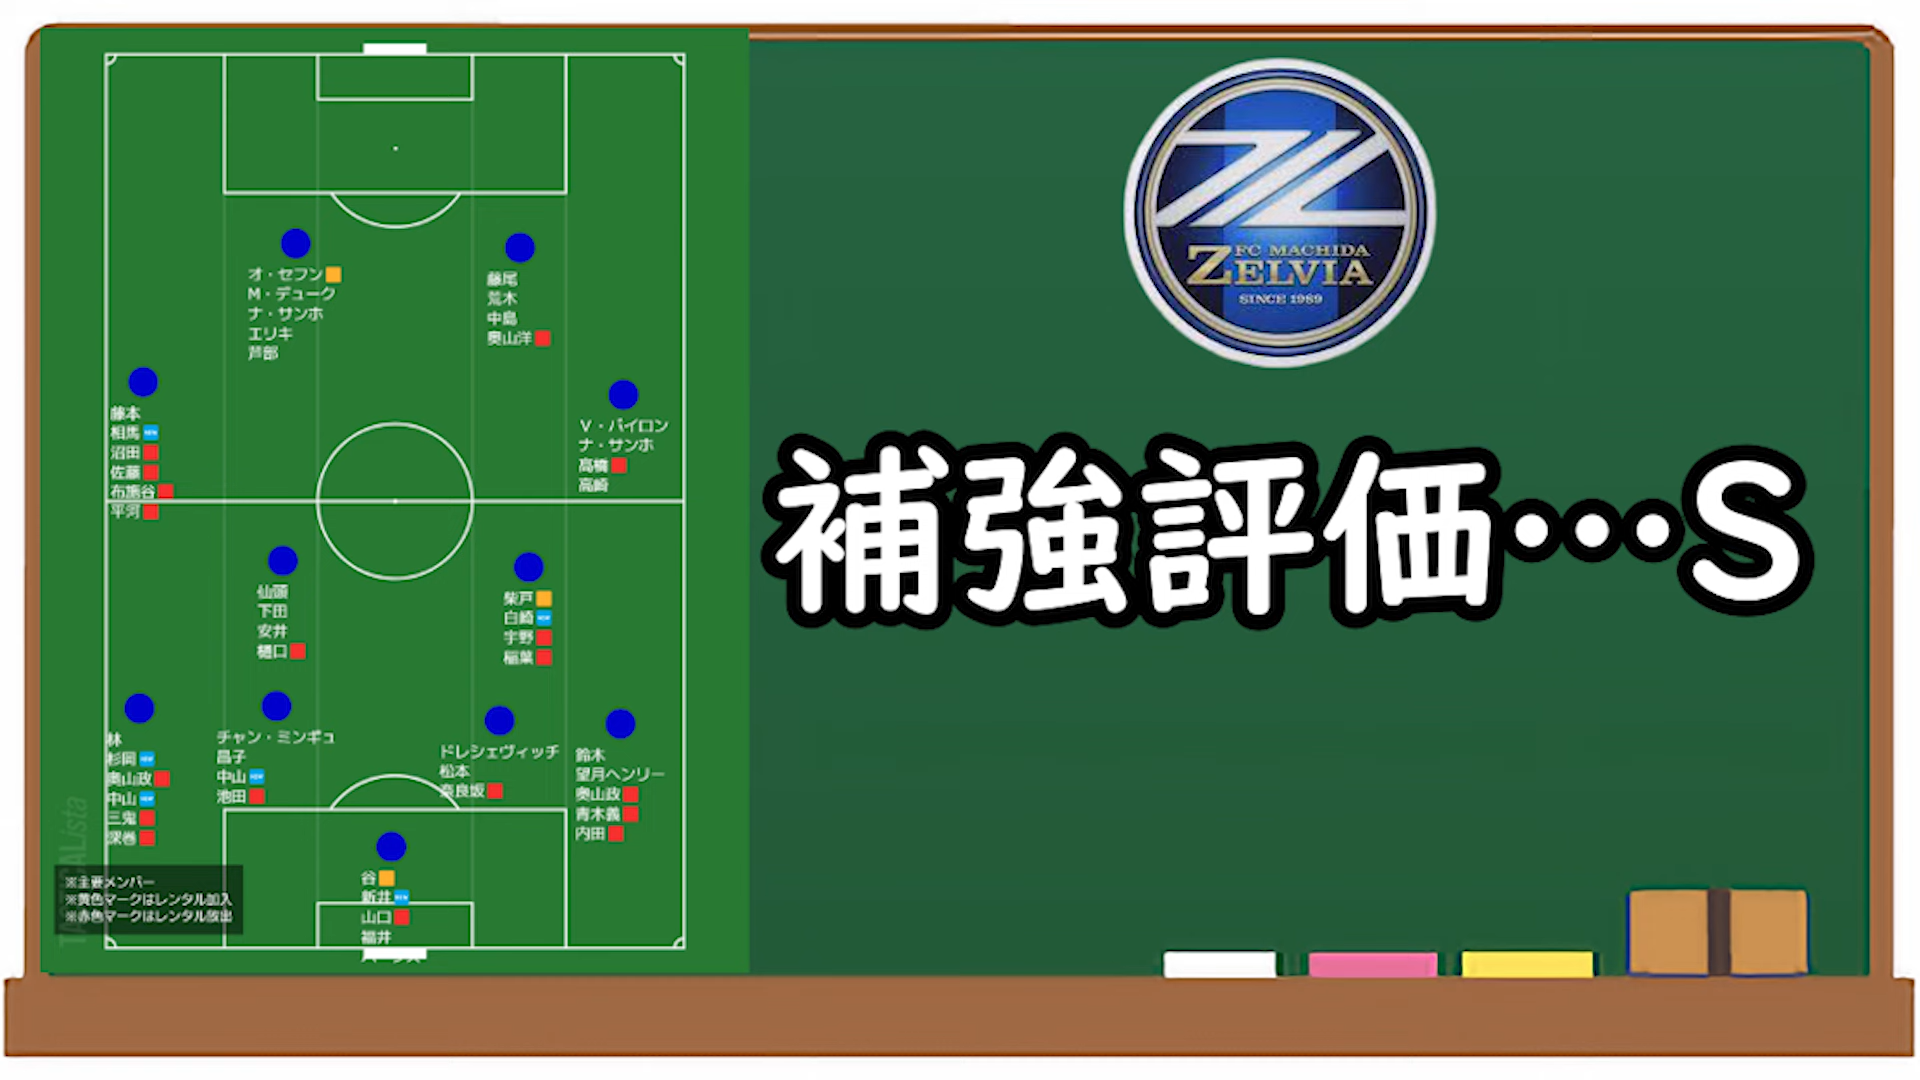 オ・セフン
M・デューク
ナ・サンホ
エリキ
芦部
藤尾
荒木
中島
奥山洋
藤本
相馬
沼田
佐藤
布施谷
平河
V・バイロン
ナ・サンホ
高橋
高崎
仙頭
下田
安井
樋口
柴戸
白崎
宇野
稲葉
林
杉岡
奥山政
中山
三鬼
深巻
チャン・ミンギュ
昌子
中山
池田
ドレシェヴィッチ
松本
奈良坂
鈴木
望月ヘンリー
奥山政
青木義
内田
谷
新井
山口
福井
※主要メンバー
※黄色マークはレンタル加入
※赤色マークはレンタル放出
TACTICALista
FC MACHIDA
ZELVIA
SINCE 1989
補強評価…S